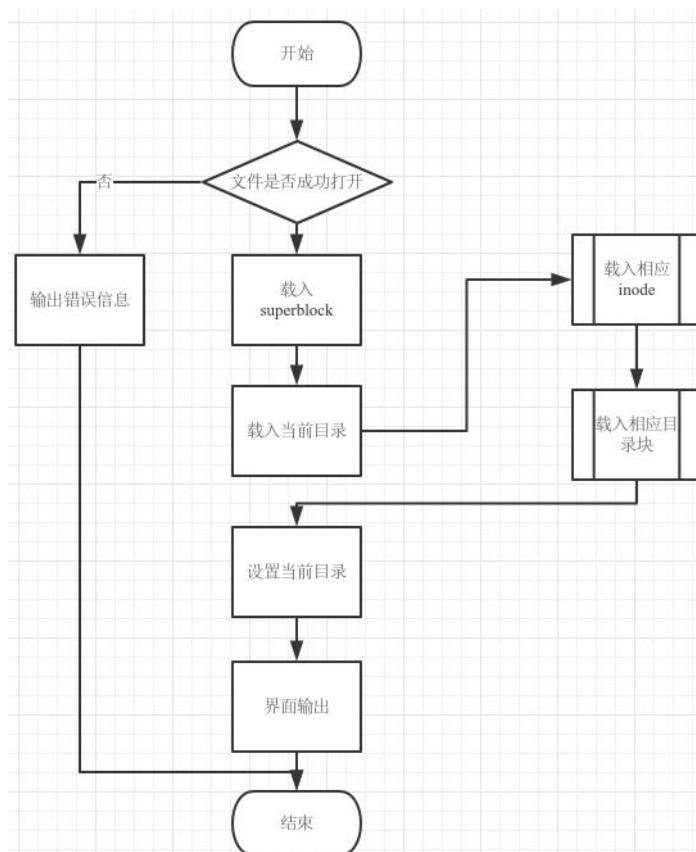 开始
文件是否成功打开
否
输出错误信息
载入
superblock
载入相应
inode
载入当前目录
载入相应目
录块
设置当前目录
界面输出
结束